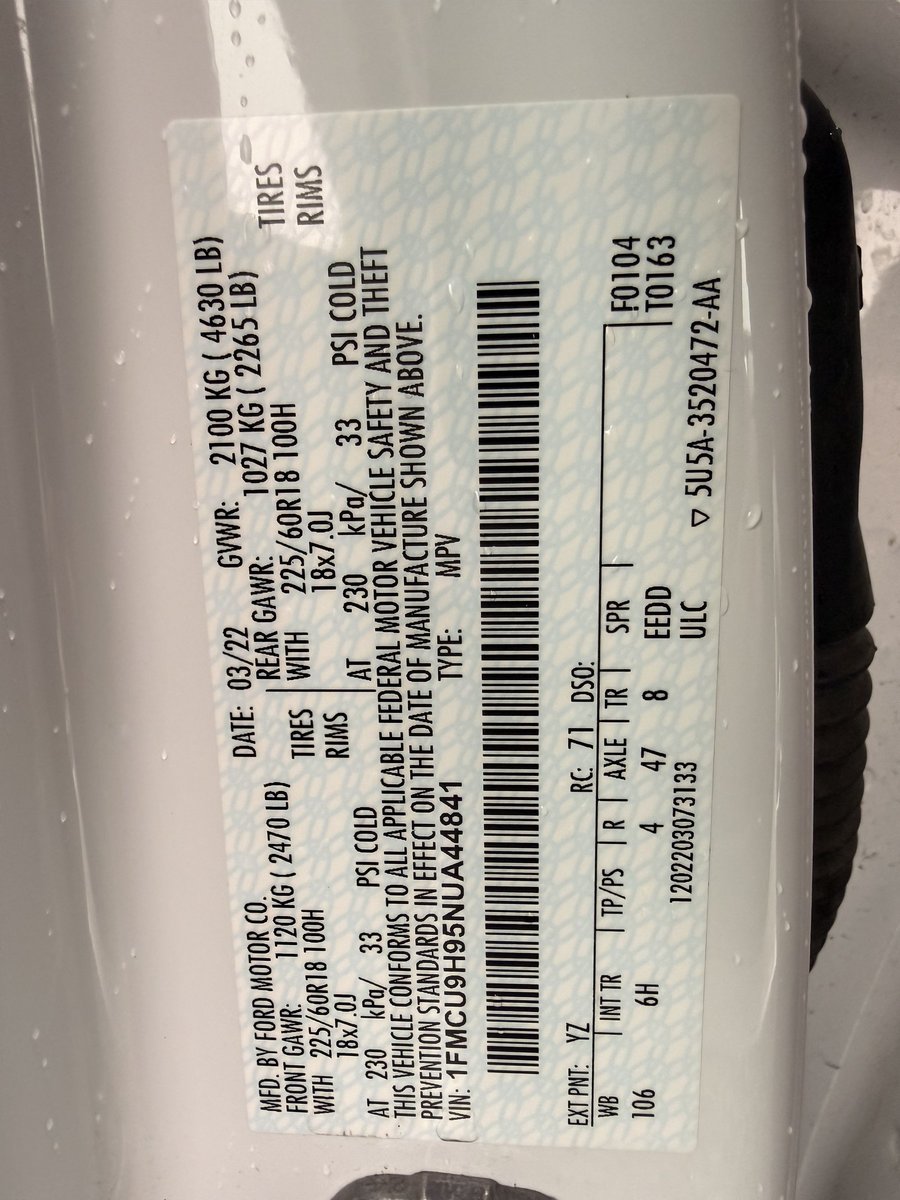 MFD. BY FORD MOTOR CO. DATE: 03/22 GVWR: 2100 KG ( 4630 LB)
FRONT GAWR: 1120 KG ( 2470 LB) REAR GAWR: 1027 KG ( 2265 LB)
WITH 225/60R18 100H TIRES WITH 225/60R18 100H TIRES
18x7.0J RIMS 18x7.0J RIMS
AT 230 kPa/ 33 PSI COLD AT 230 kPa/ 33 PSI COLD
THIS VEHICLE CONFORMS TO ALL APPLICABLE FEDERAL MOTOR VEHICLE SAFETY AND THEFT
PREVENTION STANDARDS IN EFFECT ON THE DATE OF MANUFACTURE SHOWN ABOVE.
VIN: 1FMCU9H95NUA44841 TYPE: MPV
EXT PNT: YZ RC: 71 DSO:
WB INT TR TP/PS R AXLE TR SPR F0104
106 6H 4 47 8 EEDD T0163
1202203073133 ULC
▽ 5U5A-3520472-AA